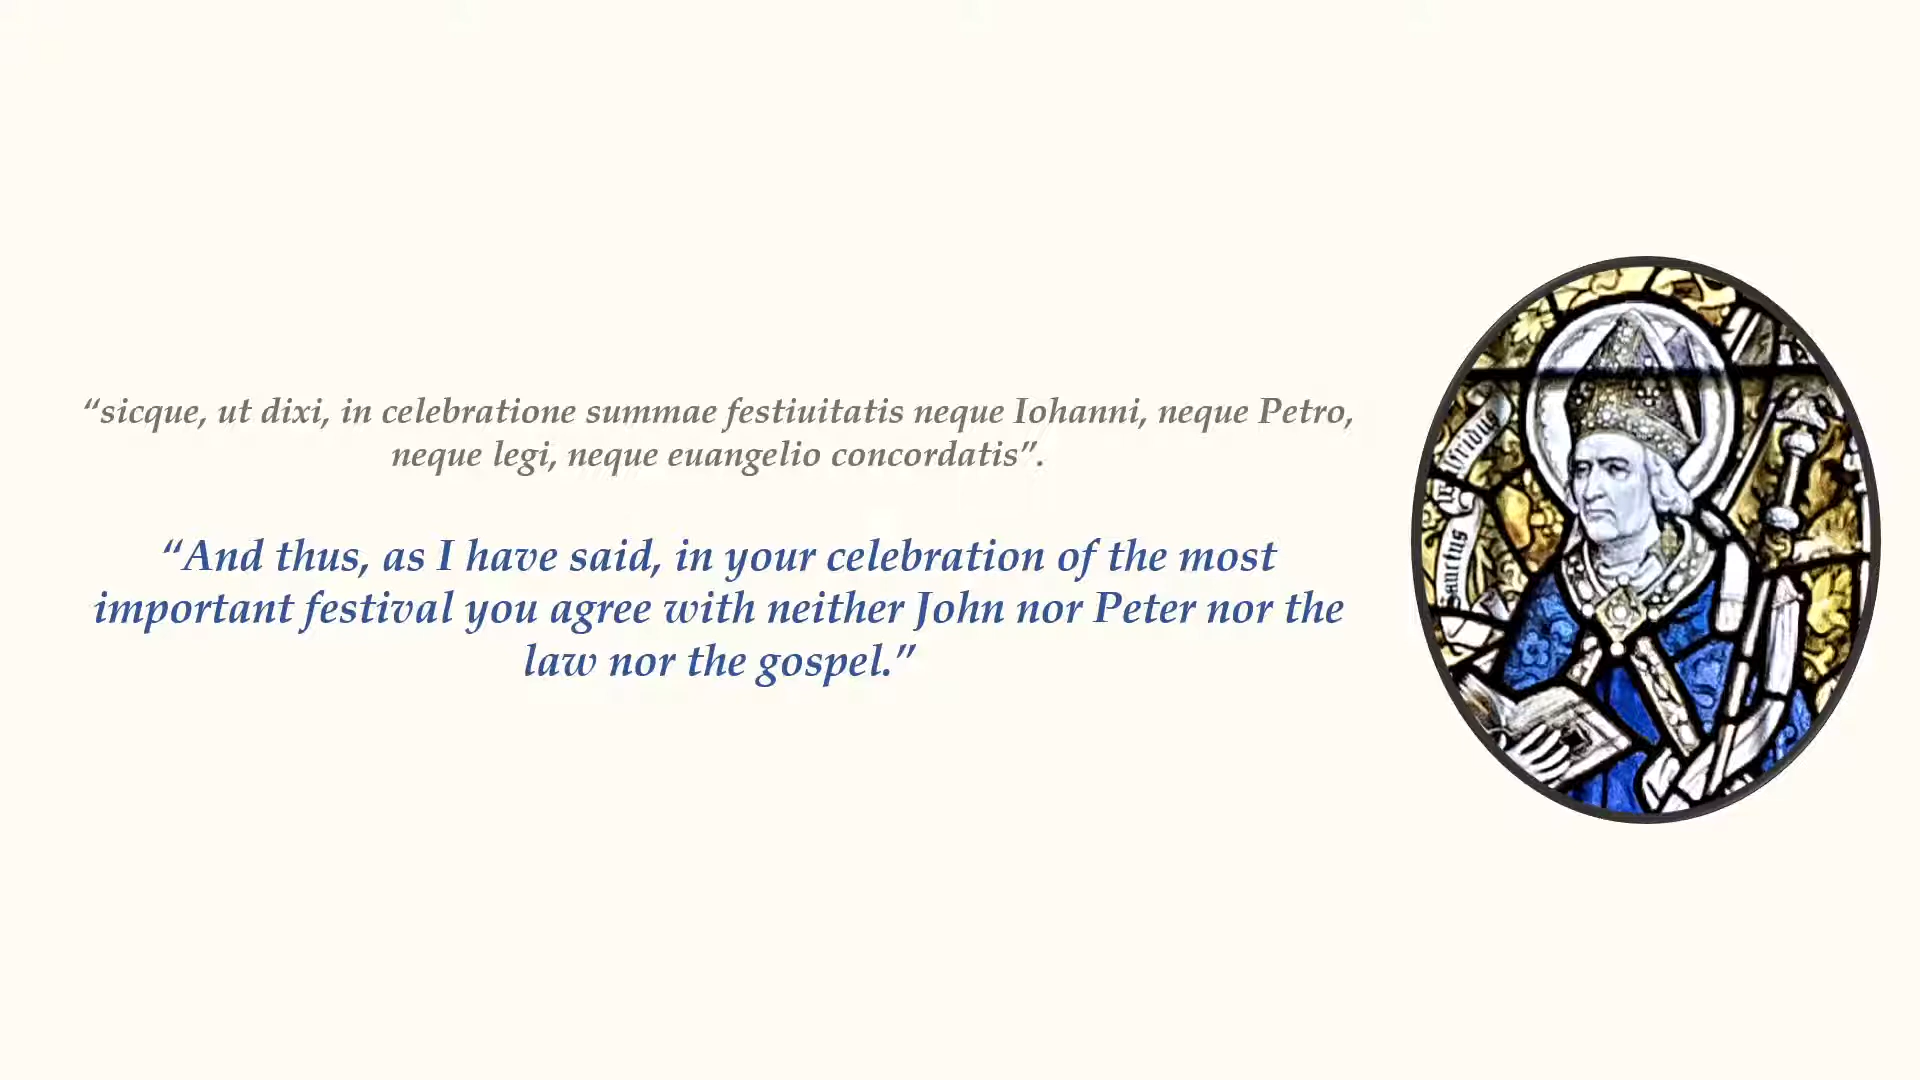 “sicque, ut dixi, in celebratione summae festiuitatis neque Iohanni, neque Petro,
neque legi, neque euangelio concordatis”.
“And thus, as I have said, in your celebration of the most
important festival you agree with neither John nor Peter nor the
law nor the gospel.”
Sanctus